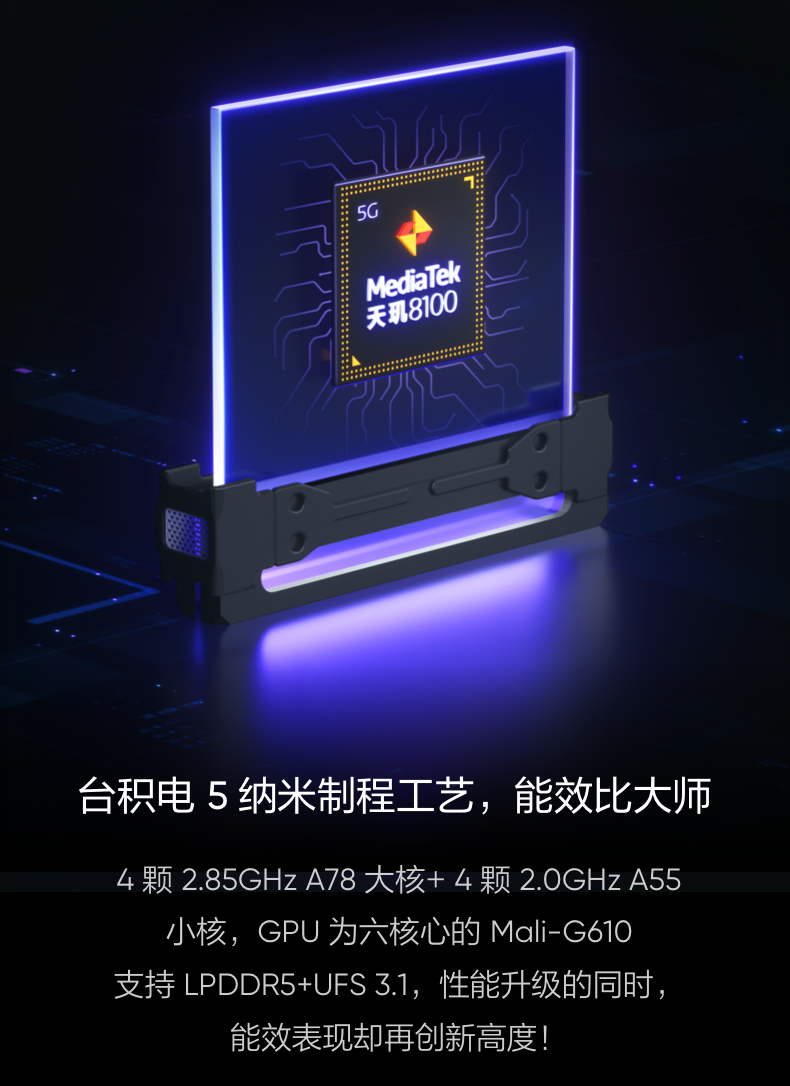 5G
MediaTek
天玑8100
台积电 5 纳米制程工艺，能效比大师
4 颗 2.85GHz A78 大核+ 4 颗 2.0GHz A55
小核，GPU 为六核心的 Mali-G610
支持 LPDDR5+UFS 3.1，性能升级的同时，
能效表现却再创新高度！